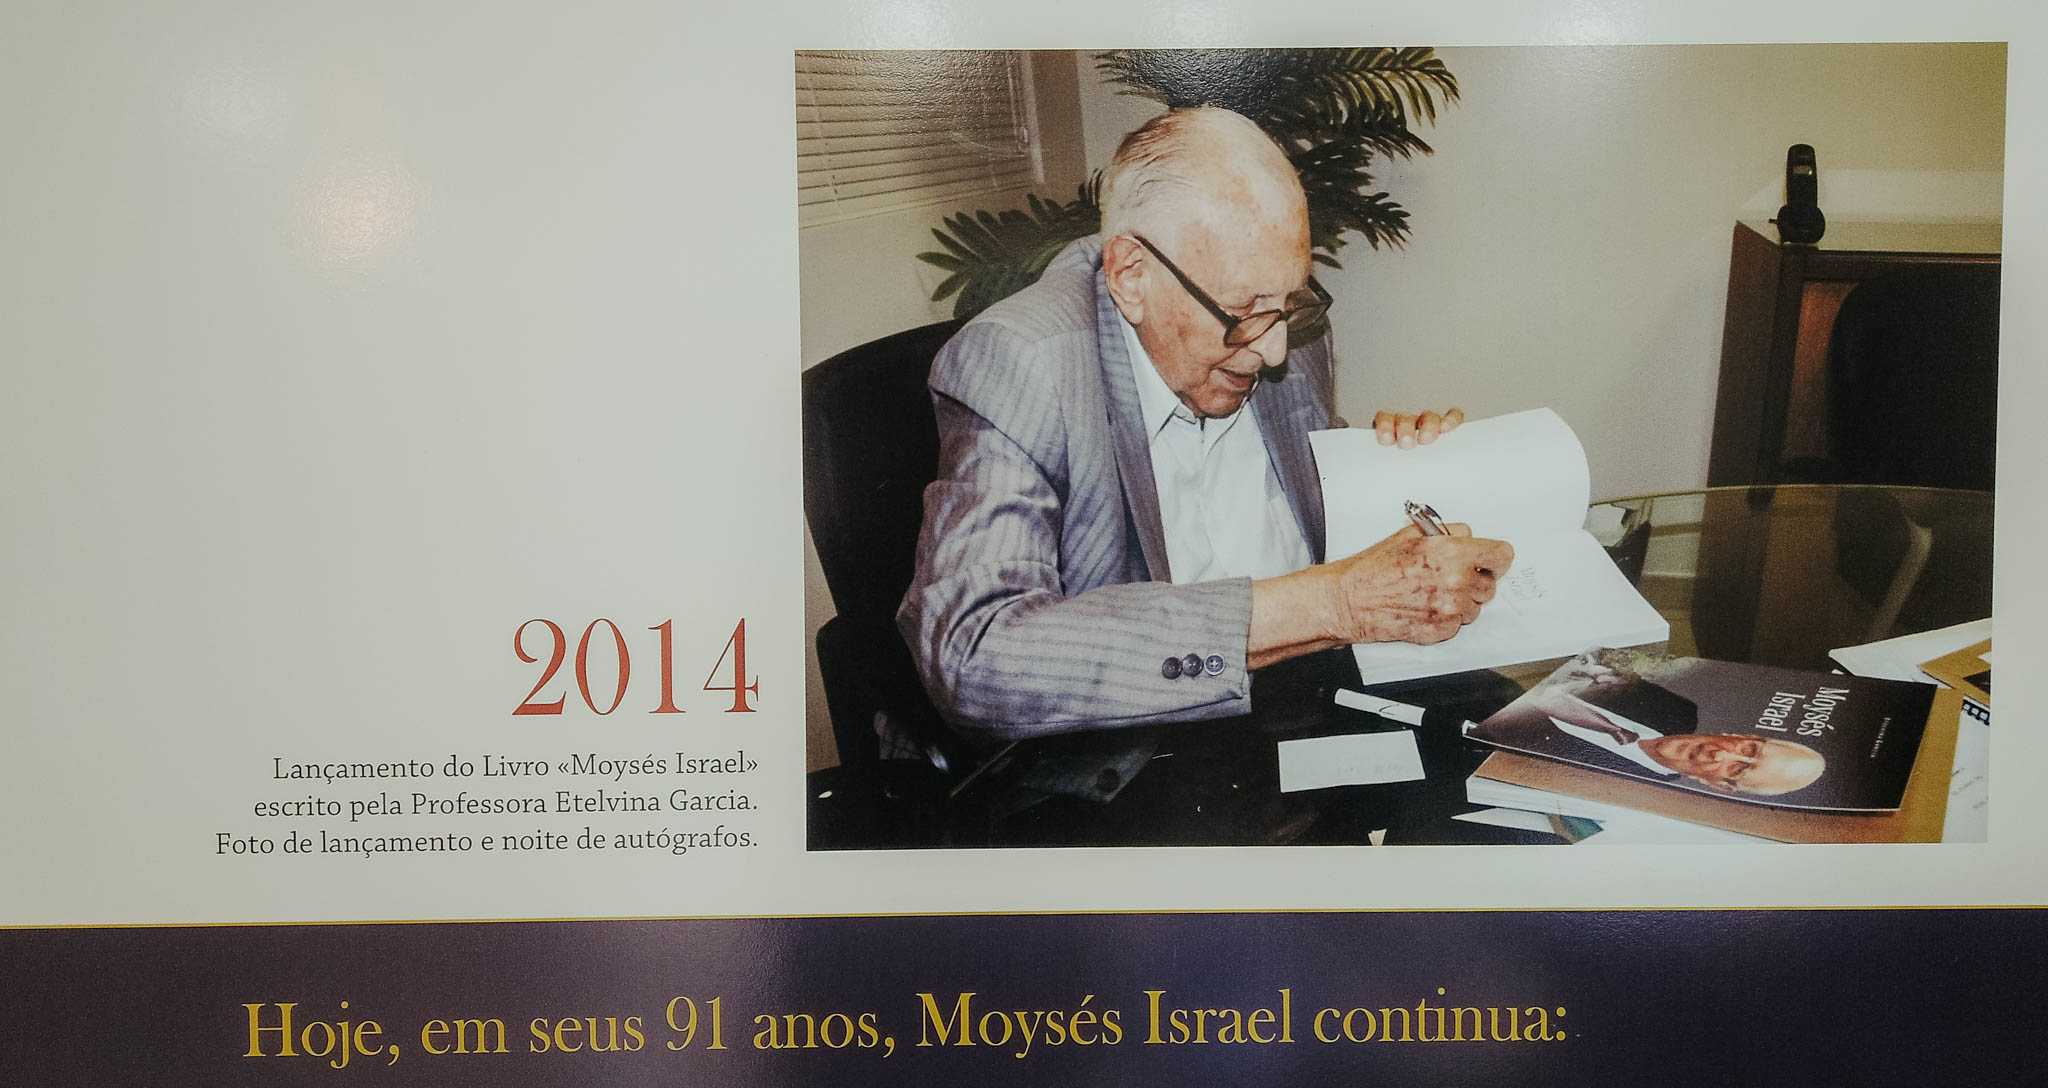 2014
Lançamento do Livro «Moysés Israel»
escrito pela Professora Etelvina Garcia.
Foto de lançamento e noite de autógrafos.
Moysés
Israel
Hoje, em seus 91 anos, Moysés Israel continua: